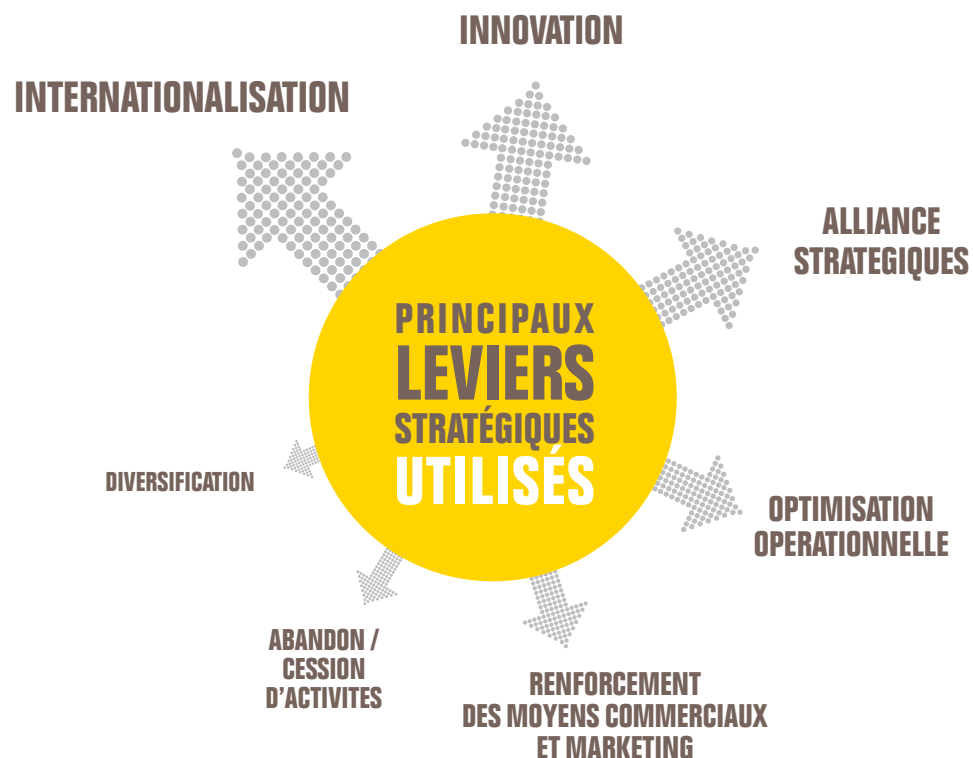 INNOVATION
INTERNATIONALISATION
ALLIANCE
STRATEGIQUES
PRINCIPAUX
LEVIERS
STRATÉGIQUES
UTILISÉS
DIVERSIFICATION
OPTIMISATION
OPERATIONNELLE
ABANDON /
CESSION
D'ACTIVITES
RENFORCEMENT
DES MOYENS COMMERCIAUX
ET MARKETING